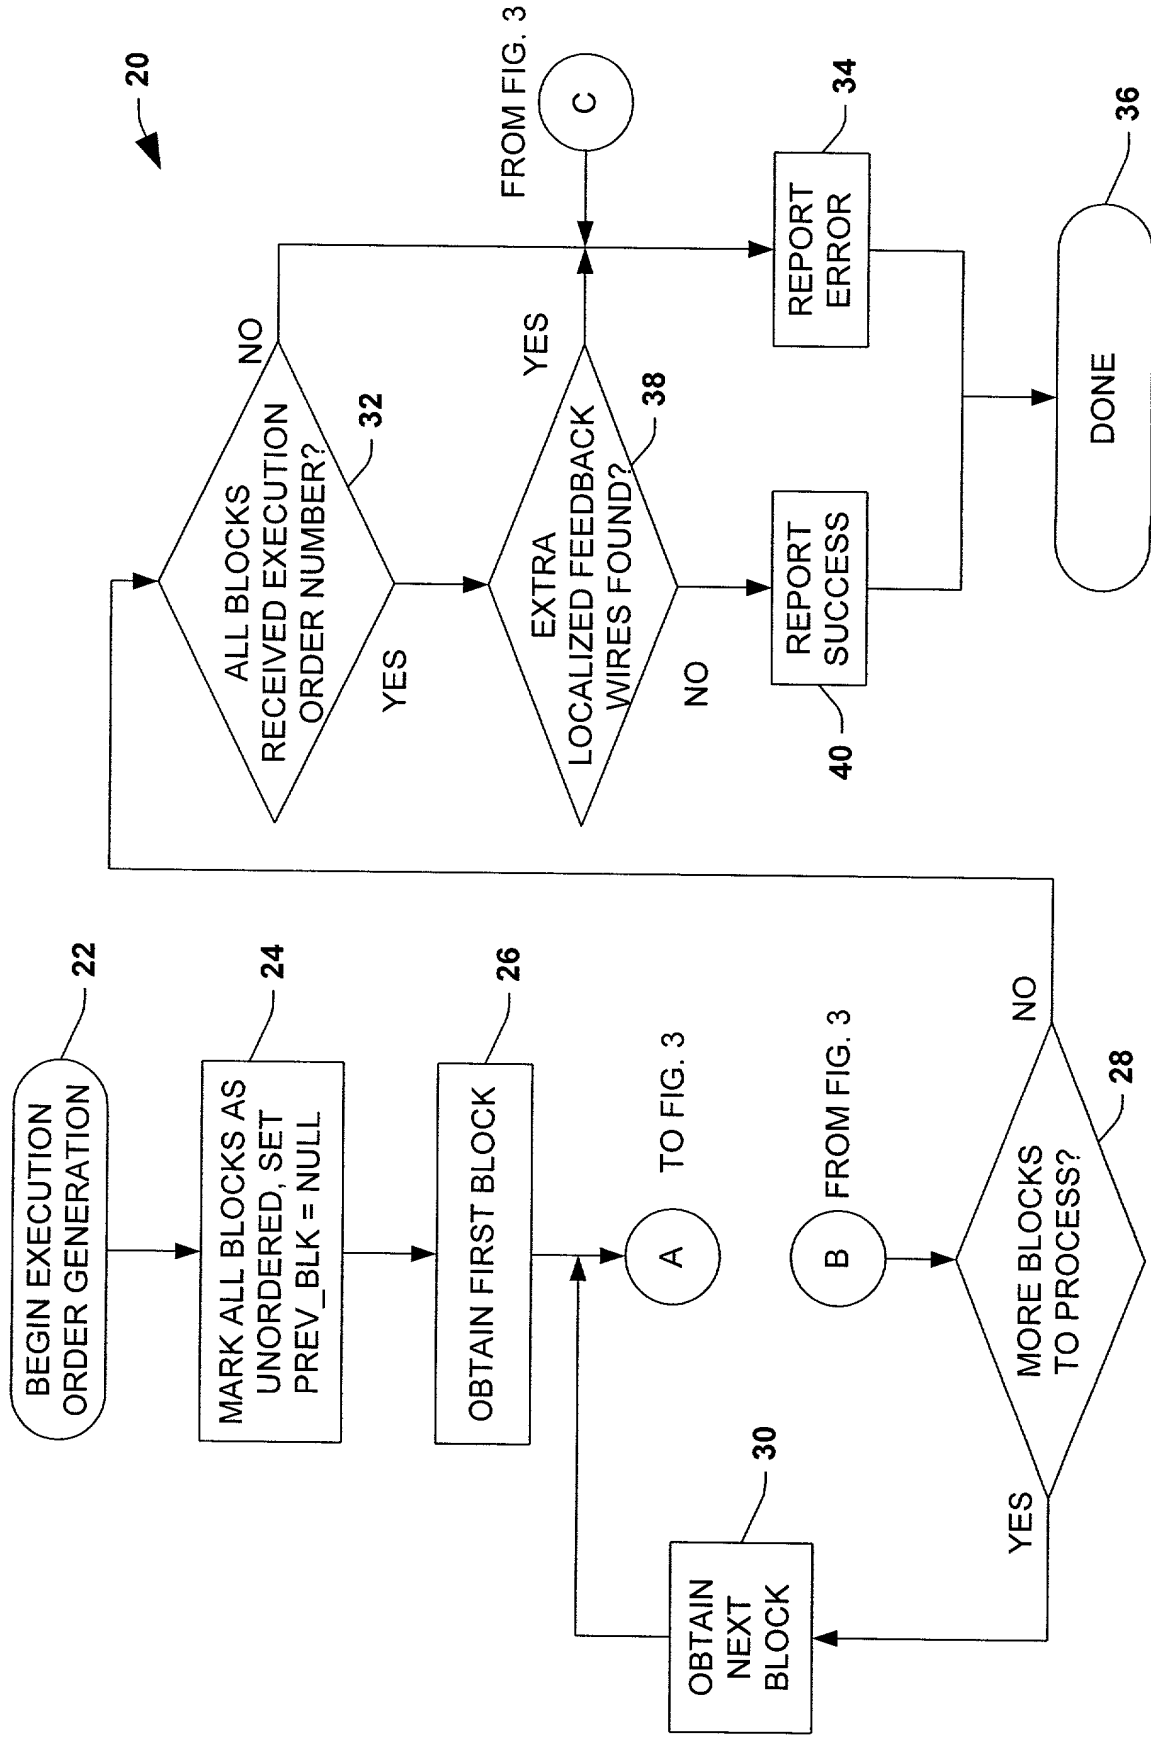 20
BEGIN EXECUTION
ORDER GENERATION
22
MARK ALL BLOCKS AS
UNORDERED, SET
PREV_BLK = NULL
24
OBTAIN FIRST BLOCK
26
A
TO FIG. 3
OBTAIN
NEXT
BLOCK
30
B
FROM FIG. 3
MORE BLOCKS
TO PROCESS?
28
YES
NO
ALL BLOCKS
RECEIVED EXECUTION
ORDER NUMBER?
32
NO
YES
FROM FIG. 3
C
EXTRA
LOCALIZED FEEDBACK
WIRES FOUND?
38
YES
NO
REPORT
SUCCESS
40
REPORT
ERROR
34
DONE
36